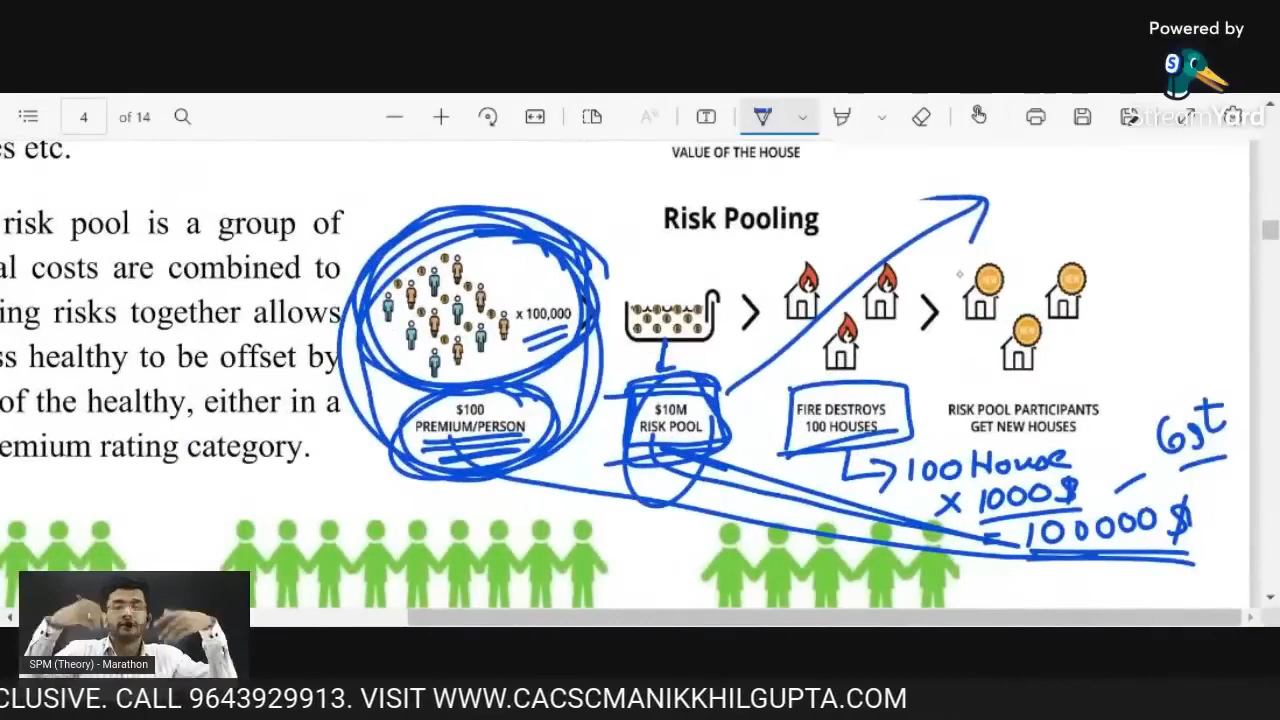 Powered by
StreamYard
4 of 14
es etc.
VALUE OF THE HOUSE
risk pool is a group of
al costs are combined to
ing risks together allows
ss healthy to be offset by
of the healthy, either in a
emium rating category.
Risk Pooling
x 100,000
$100
PREMIUM/PERSON
$10M
RISK POOL
FIRE DESTROYS
100 HOUSES
RISK POOL PARTICIPANTS
GET NEW HOUSES
Gst
100 House
x 1000$
100000 $
SPM (Theory) - Marathon
CLUSIVE. CALL 9643929913. VISIT WWW.CACSCMANIKKHILGUPTA.COM